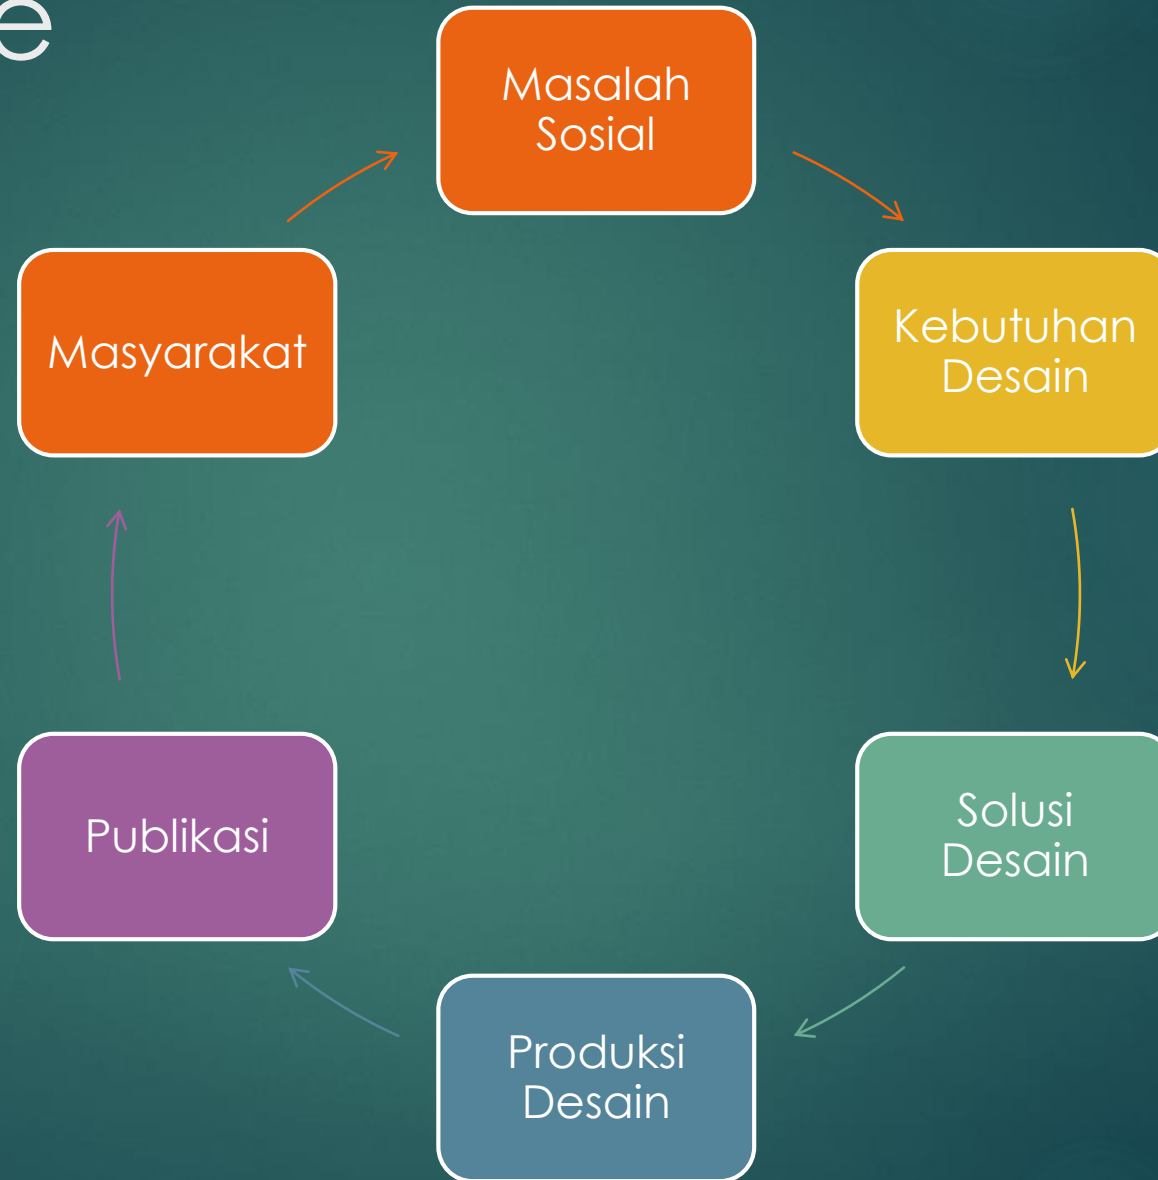 e
Masalah
Sosial
Kebutuhan
Desain
Solusi
Desain
Produksi
Desain
Publikasi
Masyarakat